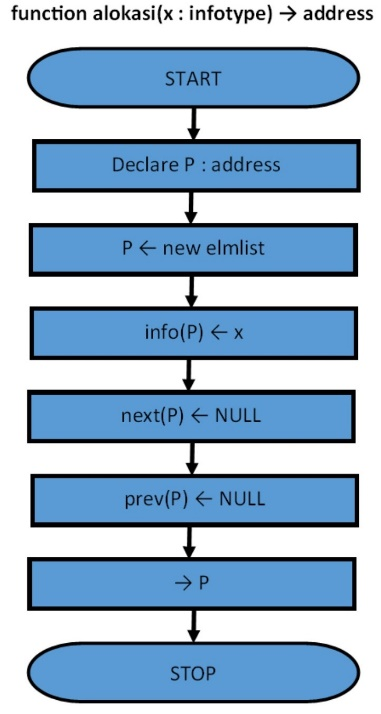 function alokasi(x : infotype) → address
START
Declare P : address
P ← new elmlist
info(P) ← x
next(P) ← NULL
prev(P) ← NULL
→ P
STOP